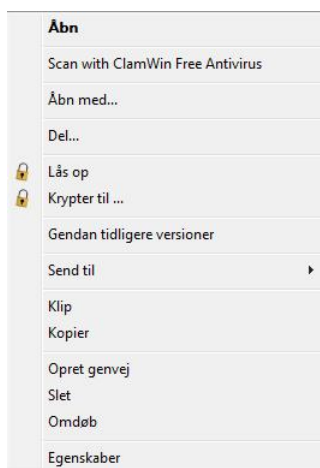 Åbn
Scan with ClamWin Free Antivirus
Åbn med...
Del...
Lås op
Krypter til ...
Gendan tidligere versioner
Send til
Klip
Kopier
Opret genvej
Slet
Omdøb
Egenskaber